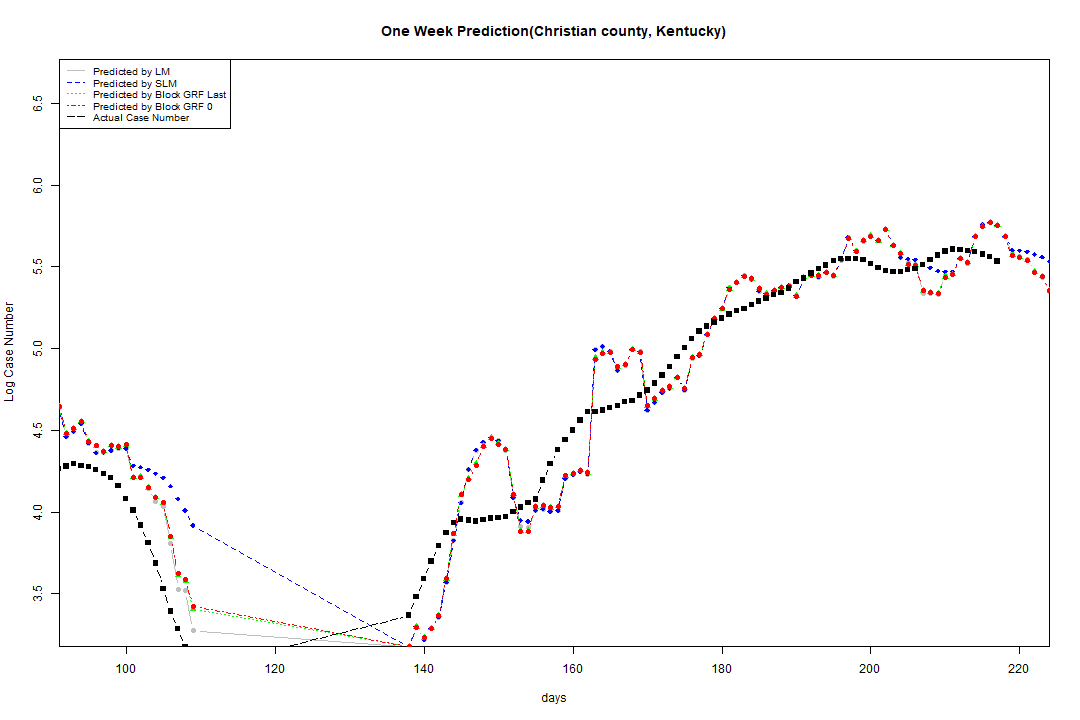 One Week Prediction(Christian county, Kentucky)
Predicted by LM
Predicted by SLM
Predicted by Block GRF Last
Predicted by Block GRF 0
Actual Case Number
6.5
6.0
5.5
5.0
4.5
4.0
3.5
Log Case Number
100 120 140 160 180 200 220
days